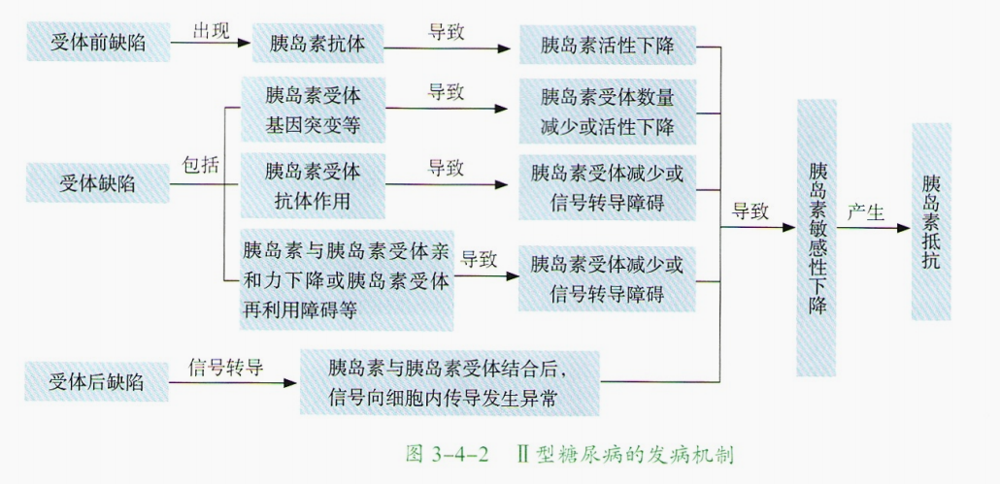 受体前缺陷
出现
胰岛素抗体
导致
胰岛素活性下降
受体缺陷
包括
胰岛素受体
基因突变等
导致
胰岛素受体数量
减少或活性下降
胰岛素受体
抗体作用
导致
胰岛素受体减少或
信号转导障碍
胰岛素与胰岛素受体亲
和力下降或胰岛素受体
再利用障碍等
导致
胰岛素受体减少或
信号转导障碍
受体后缺陷
信号转导
胰岛素与胰岛素受体结合后，
信号向细胞内传导发生异常
导致
胰岛素敏感性下降
产生
胰岛素抵抗
图 3-4-2 Ⅱ型糖尿病的发病机制